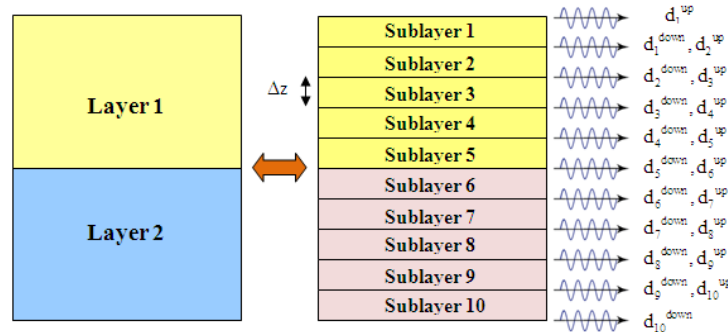 Layer 1
Layer 2
Δz
Sublayer 1
Sublayer 2
Sublayer 3
Sublayer 4
Sublayer 5
Sublayer 6
Sublayer 7
Sublayer 8
Sublayer 9
Sublayer 10
d₁ᵘᵖ
d₁ᵈᵒʷⁿ, d₂ᵘᵖ
d₂ᵈᵒʷⁿ, d₃ᵘᵖ
d₃ᵈᵒʷⁿ, d₄ᵘᵖ
d₄ᵈᵒʷⁿ, d₅ᵘᵖ
d₅ᵈᵒʷⁿ, d₆ᵘᵖ
d₆ᵈᵒʷⁿ, d₇ᵘᵖ
d₇ᵈᵒʷⁿ, d₈ᵘᵖ
d₈ᵈᵒʷⁿ, d₉ᵘᵖ
d₉ᵈᵒʷⁿ, d₁₀ᵘᵖ
d₁₀ᵈᵒʷⁿ